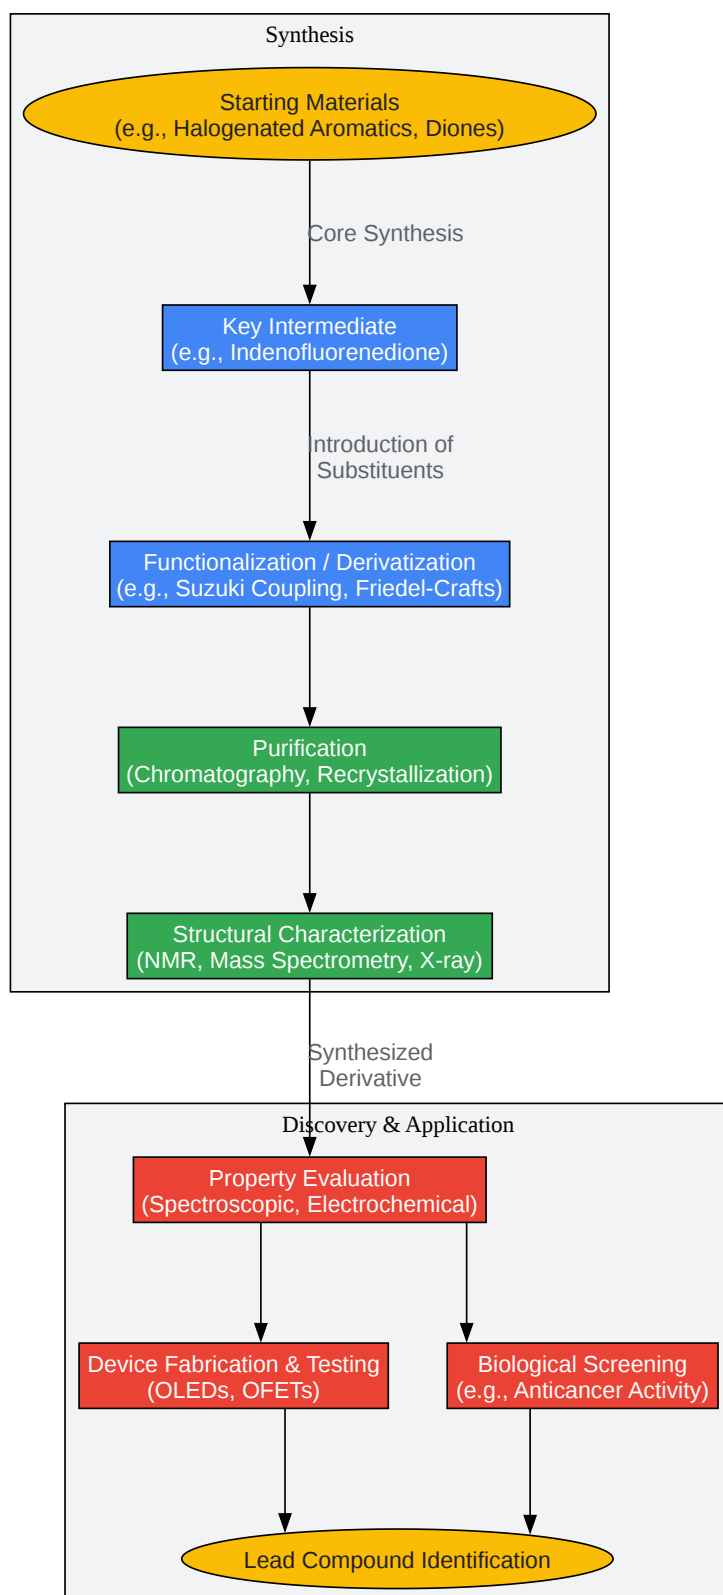 Synthesis
Starting Materials
(e.g., Halogenated Aromatics, Diones)
Core Synthesis
Key Intermediate
(e.g., Indenofluorenedione)
Introduction of
Substituents
Functionalization / Derivatization
(e.g., Suzuki Coupling, Friedel-Crafts)
Purification
(Chromatography, Recrystallization)
Structural Characterization
(NMR, Mass Spectrometry, X-ray)
Synthesized
Derivative
Discovery & Application
Property Evaluation
(Spectroscopic, Electrochemical)
Device Fabrication & Testing
(OLEDs, OFETs)
Biological Screening
(e.g., Anticancer Activity)
Lead Compound Identification